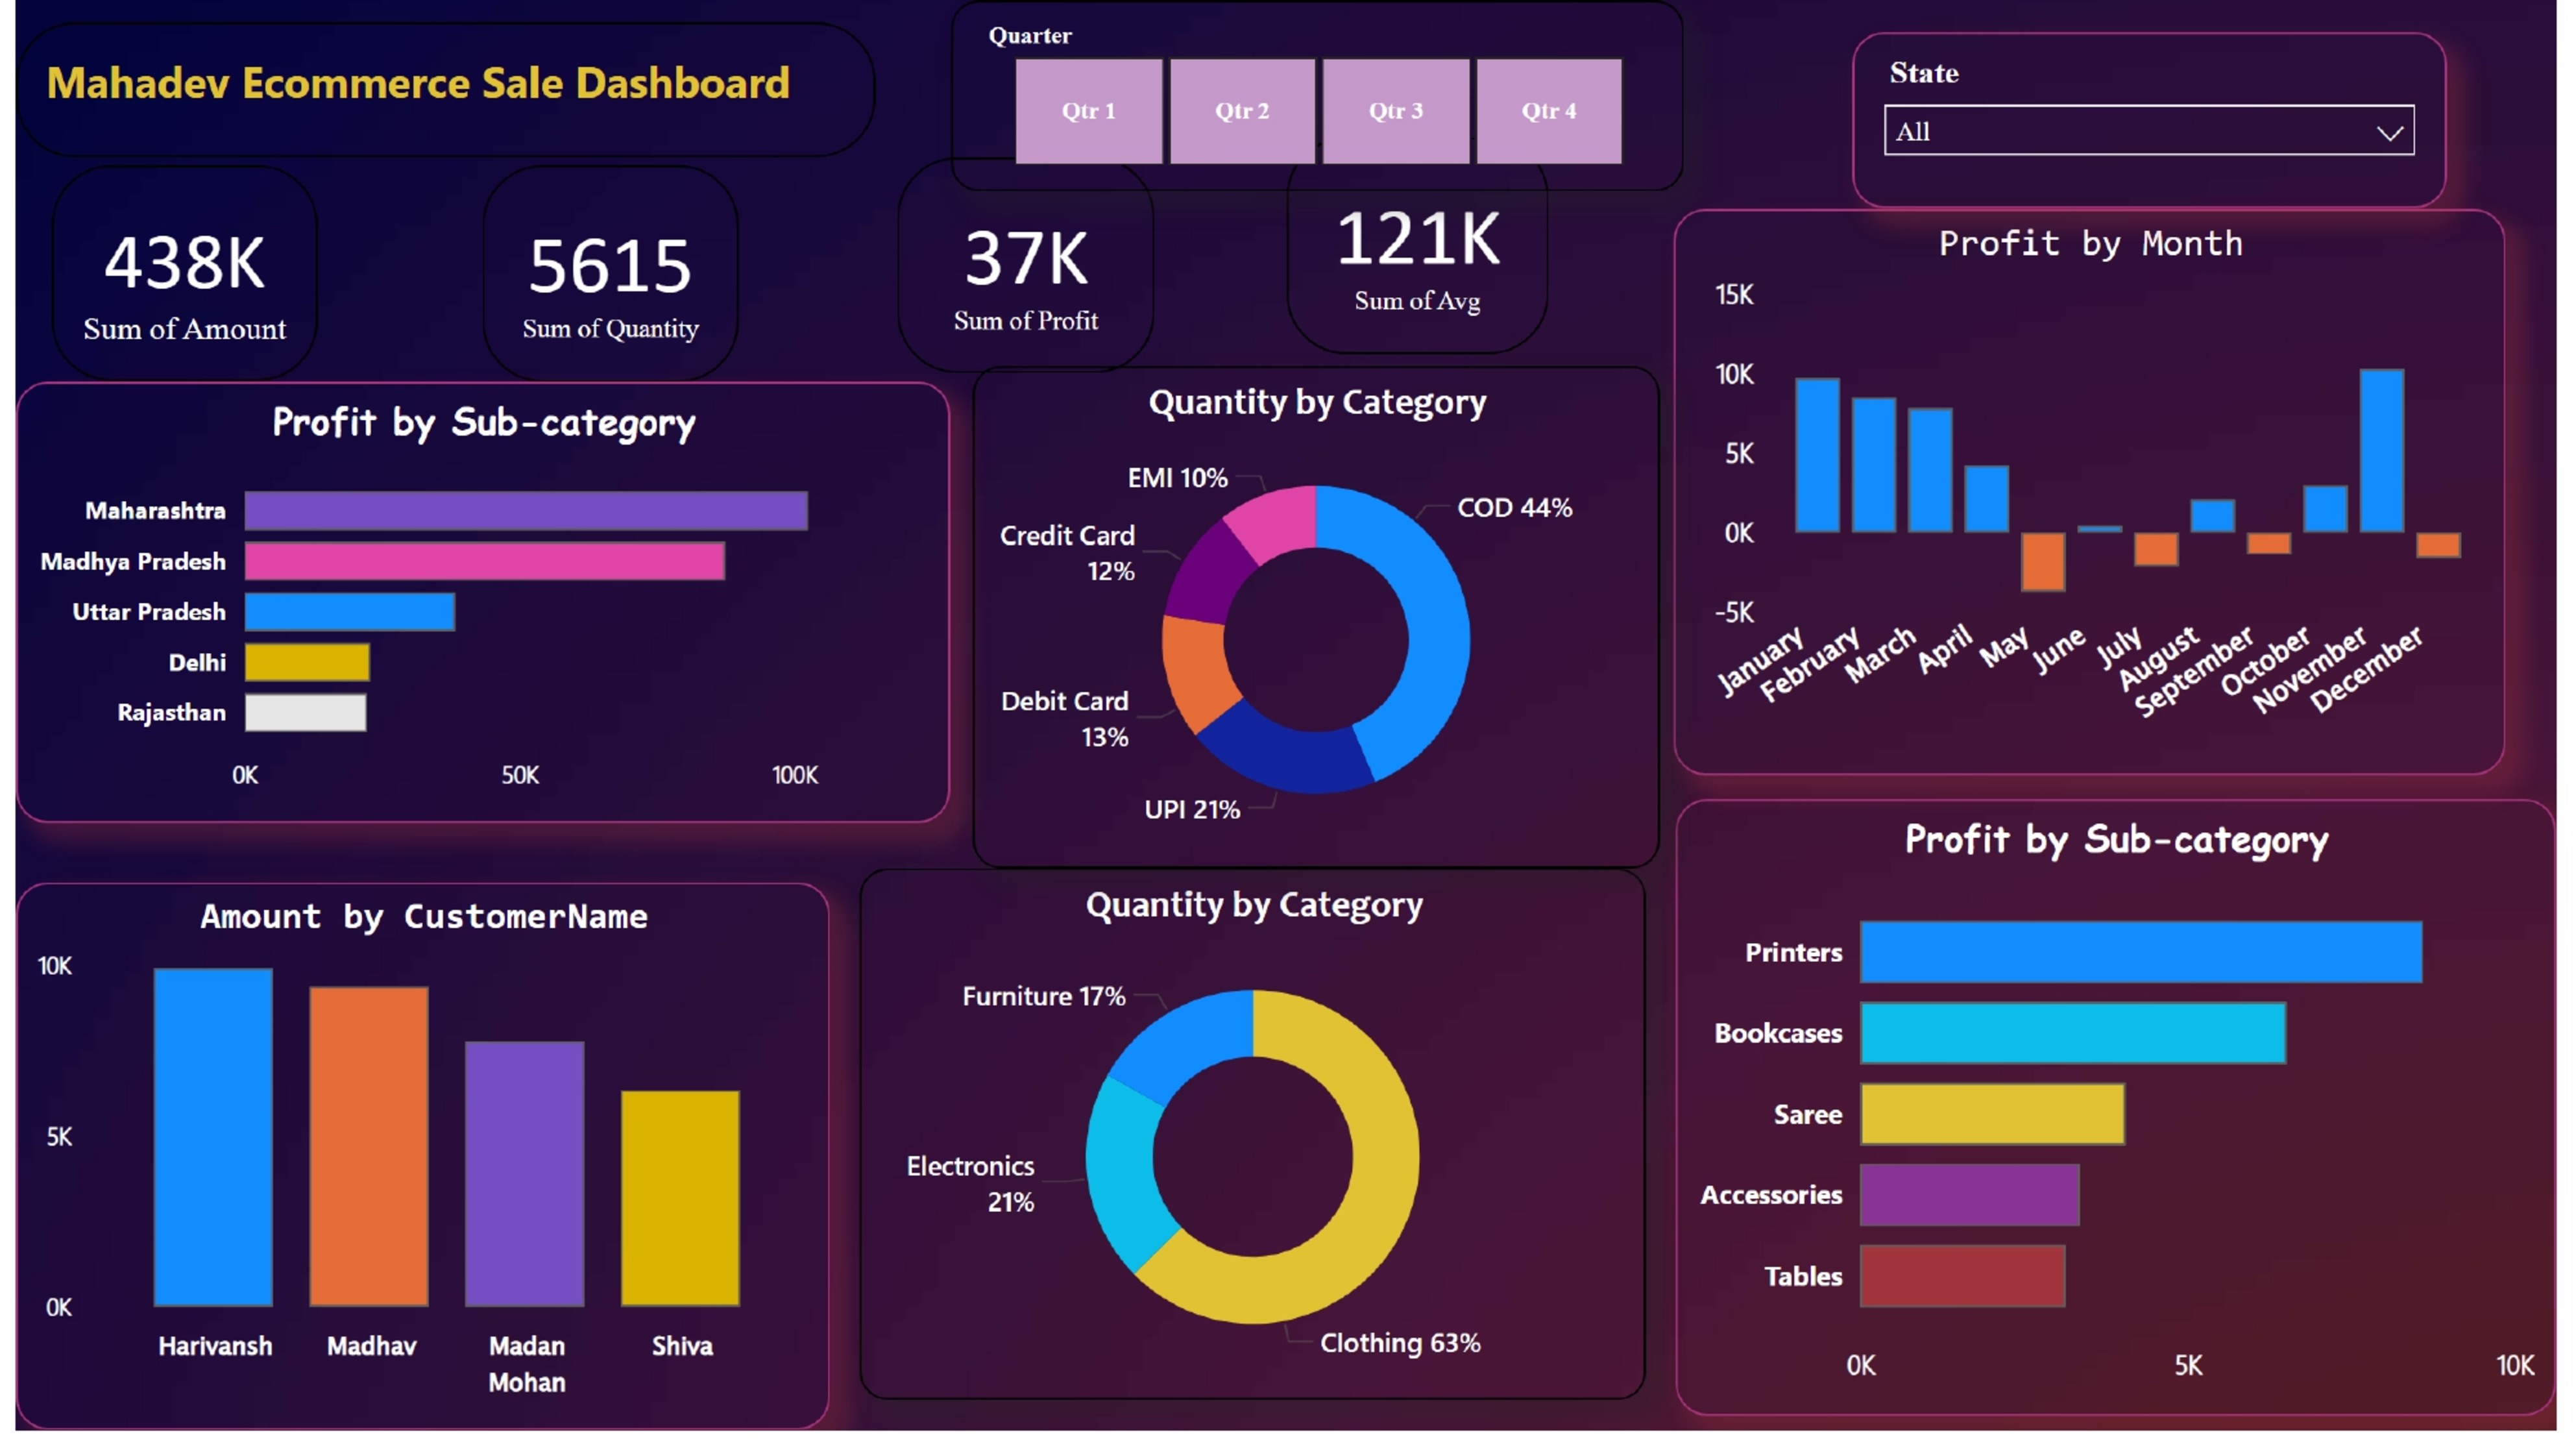 Mahadev Ecommerce Sale Dashboard
Quarter
Qtr 1
Qtr 2
Qtr 3
Qtr 4
State
All
438K
Sum of Amount
5615
Sum of Quantity
37K
Sum of Profit
121K
Sum of Avg
Profit by Sub-category
Maharashtra
Madhya Pradesh
Uttar Pradesh
Delhi
Rajasthan
0K
50K
100K
Quantity by Category
EMI 10%
COD 44%
Credit Card
12%
Debit Card
13%
UPI 21%
Profit by Month
15K
10K
5K
0K
-5K
January
February
March
April
May
June
July
August
September
October
November
December
Amount by CustomerName
10K
5K
0K
Harivansh
Madhav
Madan
Mohan
Shiva
Quantity by Category
Furniture 17%
Electronics
21%
Clothing 63%
Profit by Sub-category
Printers
Bookcases
Saree
Accessories
Tables
0K
5K
10K